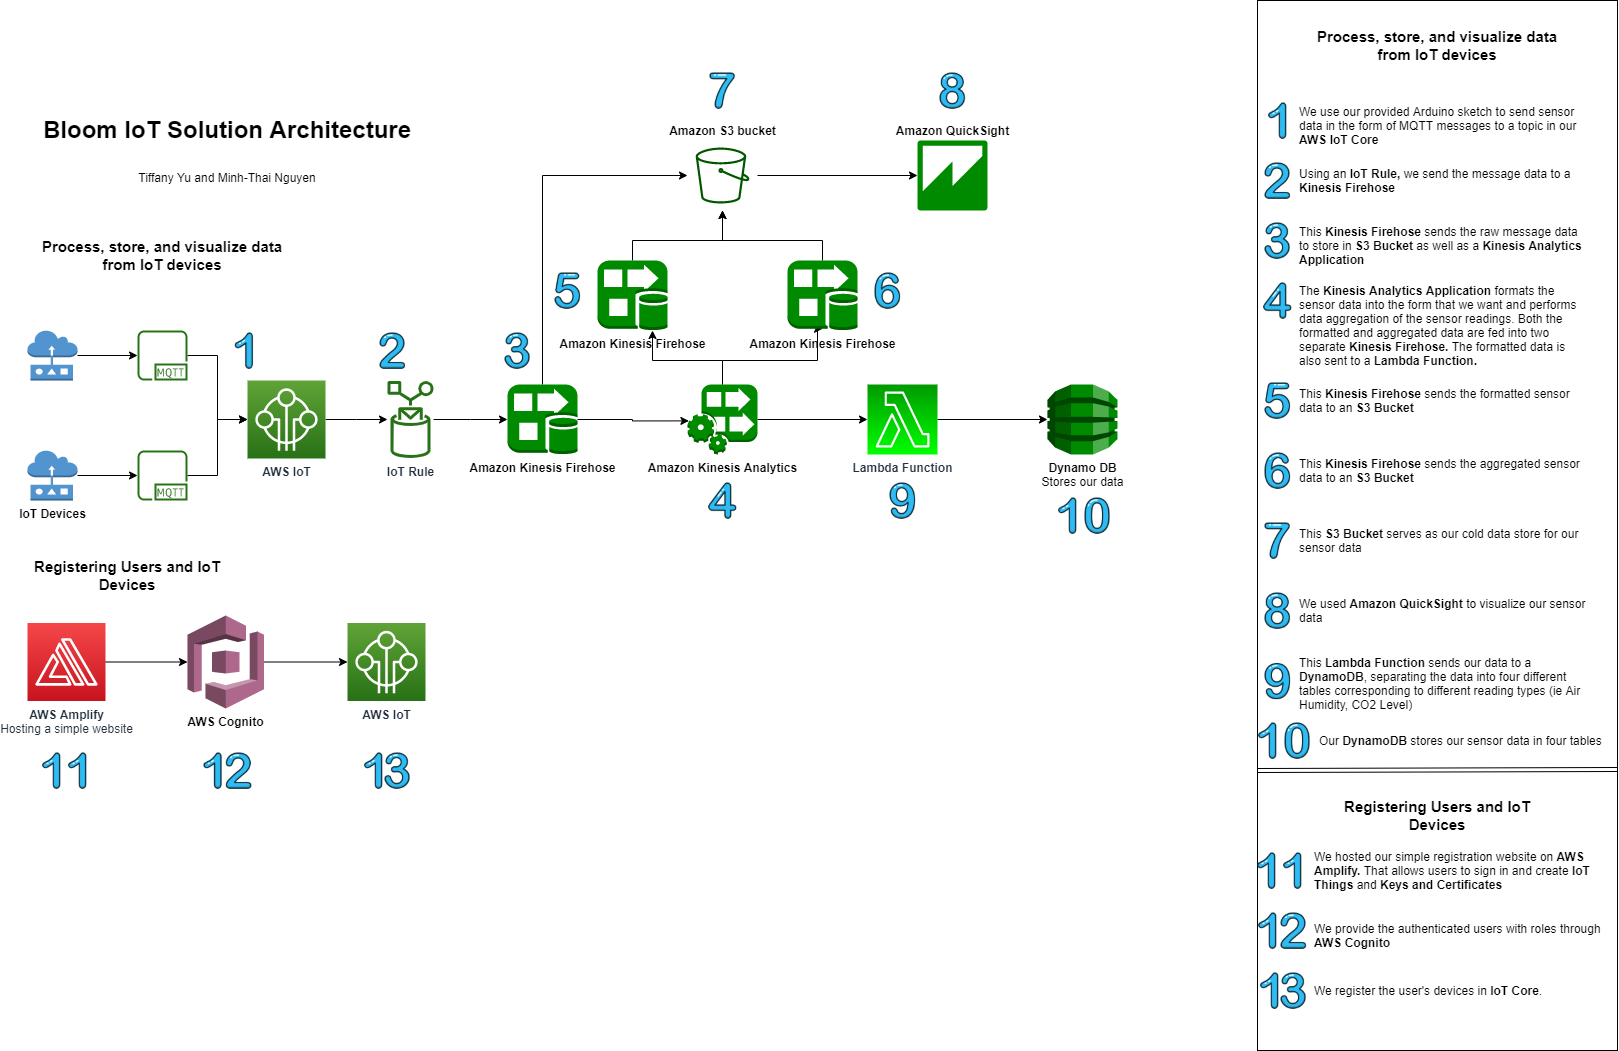 Bloom IoT Solution Architecture
Tiffany Yu and Minh-Thai Nguyen
Process, store, and visualize data
from IoT devices
7
8
Amazon S3 bucket
Amazon QuickSight
5
6
Amazon Kinesis Firehose
Amazon Kinesis Firehose
MQTT
MQTT
IoT Devices
1
2
3
AWS IoT
IoT Rule
Amazon Kinesis Firehose
Amazon Kinesis Analytics
4
Lambda Function
9
Dynamo DB
Stores our data
10
Registering Users and IoT
Devices
AWS Amplify
Hosting a simple website
AWS Cognito
AWS IoT
11
12
13
Process, store, and visualize data
from IoT devices
1
We use our provided Arduino sketch to send sensor
data in the form of MQTT messages to a topic in our
AWS IoT Core
2
Using an IoT Rule, we send the message data to a
Kinesis Firehose
3
This Kinesis Firehose sends the raw message data
to store in S3 Bucket as well as a Kinesis Analytics
Application
4
The Kinesis Analytics Application formats the
sensor data into the form that we want and performs
data aggregation of the sensor readings. Both the
formatted and aggregated data are fed into two
separate Kinesis Firehose. The formatted data is
also sent to a Lambda Function.
5
This Kinesis Firehose sends the formatted sensor
data to an S3 Bucket
6
This Kinesis Firehose sends the aggregated sensor
data to an S3 Bucket
7
This S3 Bucket serves as our cold data store for our
sensor data
8
We used Amazon QuickSight to visualize our sensor
data
9
This Lambda Function sends our data to a
DynamoDB, separating the data into four different
tables corresponding to different reading types (ie Air
Humidity, CO2 Level)
10
Our DynamoDB stores our sensor data in four tables
Registering Users and IoT
Devices
11
We hosted our simple registration website on AWS
Amplify. That allows users to sign in and create IoT
Things and Keys and Certificates
12
We provide the authenticated users with roles through
AWS Cognito
13
We register the user's devices in IoT Core.